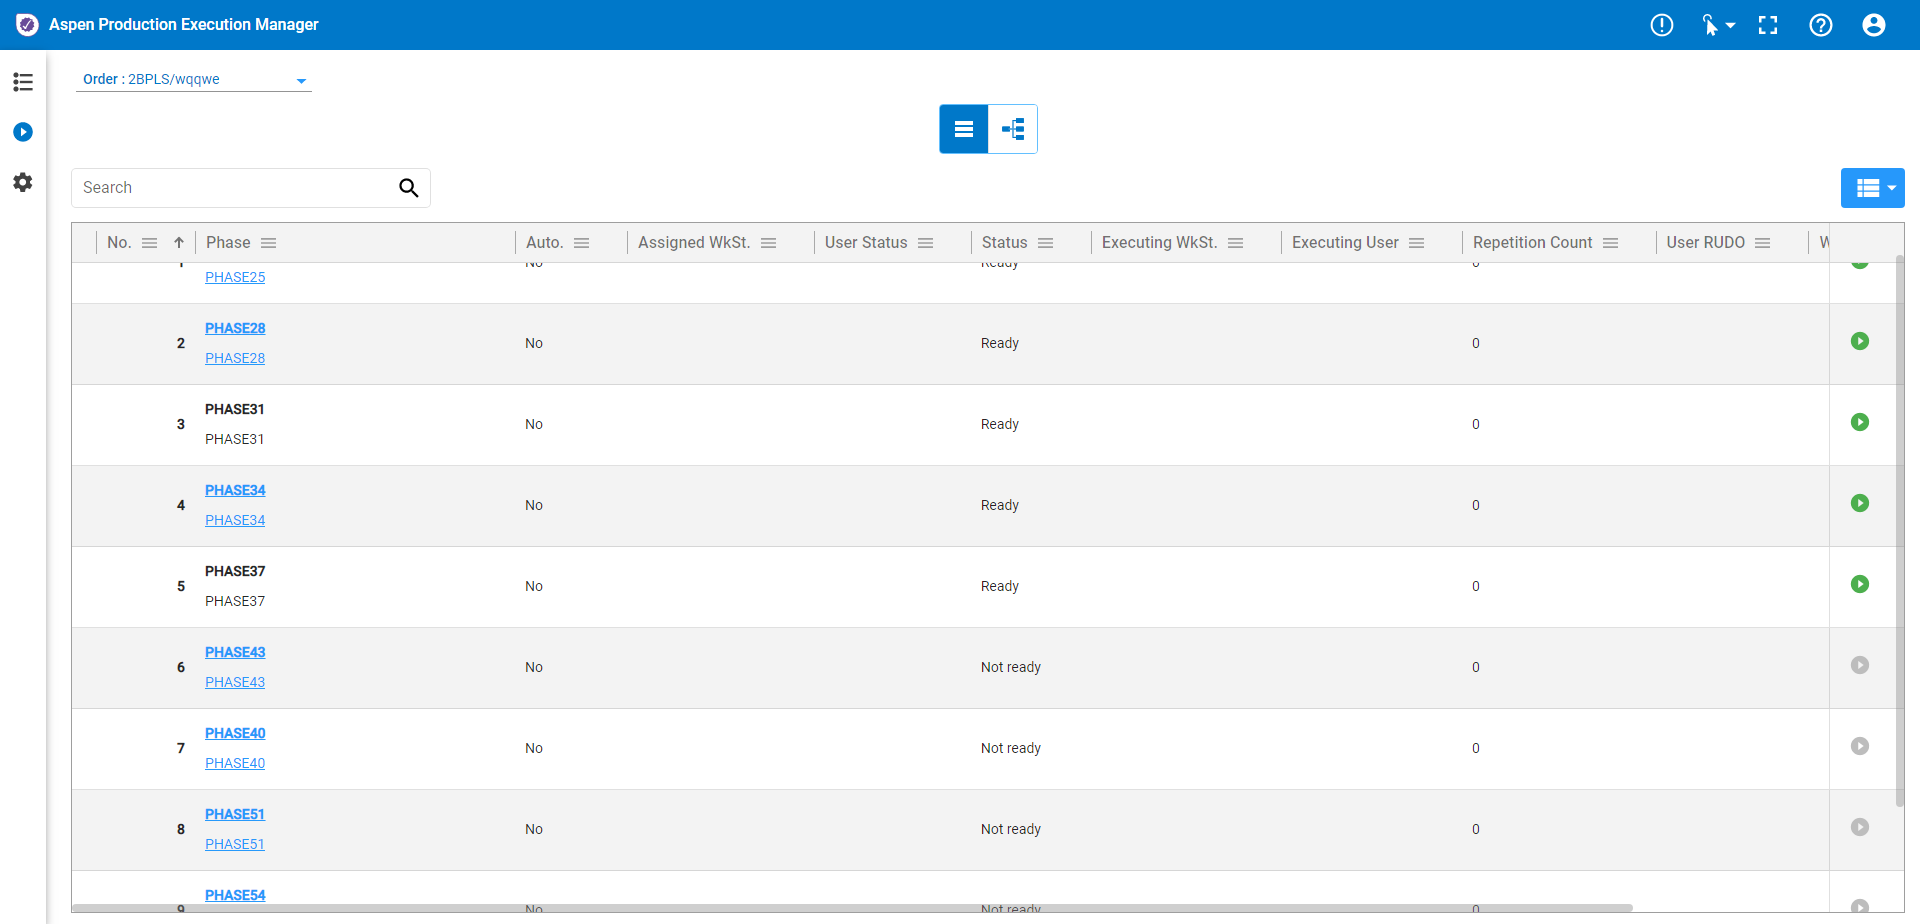 Aspen Production Execution Manager
Order : 2BPLS/wqqwe
Search
No. Phase Auto. Assigned WkSt. User Status Status Executing WkSt. Executing User Repetition Count User RUDO W
1 PHASE25 No Ready 0
2 PHASE28 No Ready 0
PHASE28
3 PHASE31 No Ready 0
PHASE31
4 PHASE34 No Ready 0
PHASE34
5 PHASE37 No Ready 0
PHASE37
6 PHASE43 No Not ready 0
PHASE43
7 PHASE40 No Not ready 0
PHASE40
8 PHASE51 No Not ready 0
PHASE51
9 PHASE54 No Not ready 0